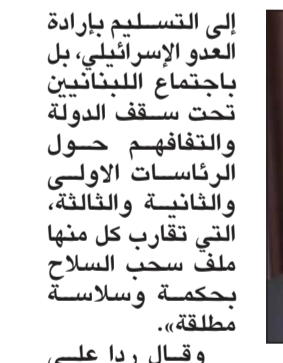 إلى التسليم بإرادة
العدو الإسرائيلي، بل
باجتماع اللبنانيين
تحت سقف الدولة
والتفافهم حول
الرئاسات الاولى
والثانية والثالثة،
التي تقارب كل منها
ملف سحب السلاح
بحكمة وسلاسة
مطلقة».
وقال ردا على